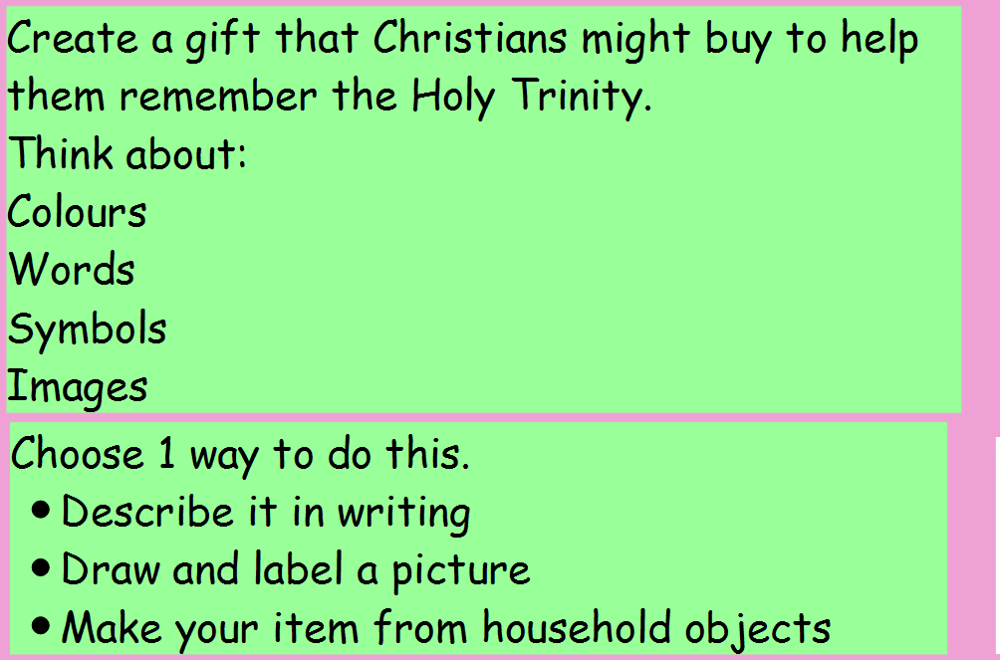 Create a gift that Christians might buy to help
them remember the Holy Trinity.
Think about:
Colours
Words
Symbols
Images
Choose 1 way to do this.
• Describe it in writing
• Draw and label a picture
• Make your item from household objects